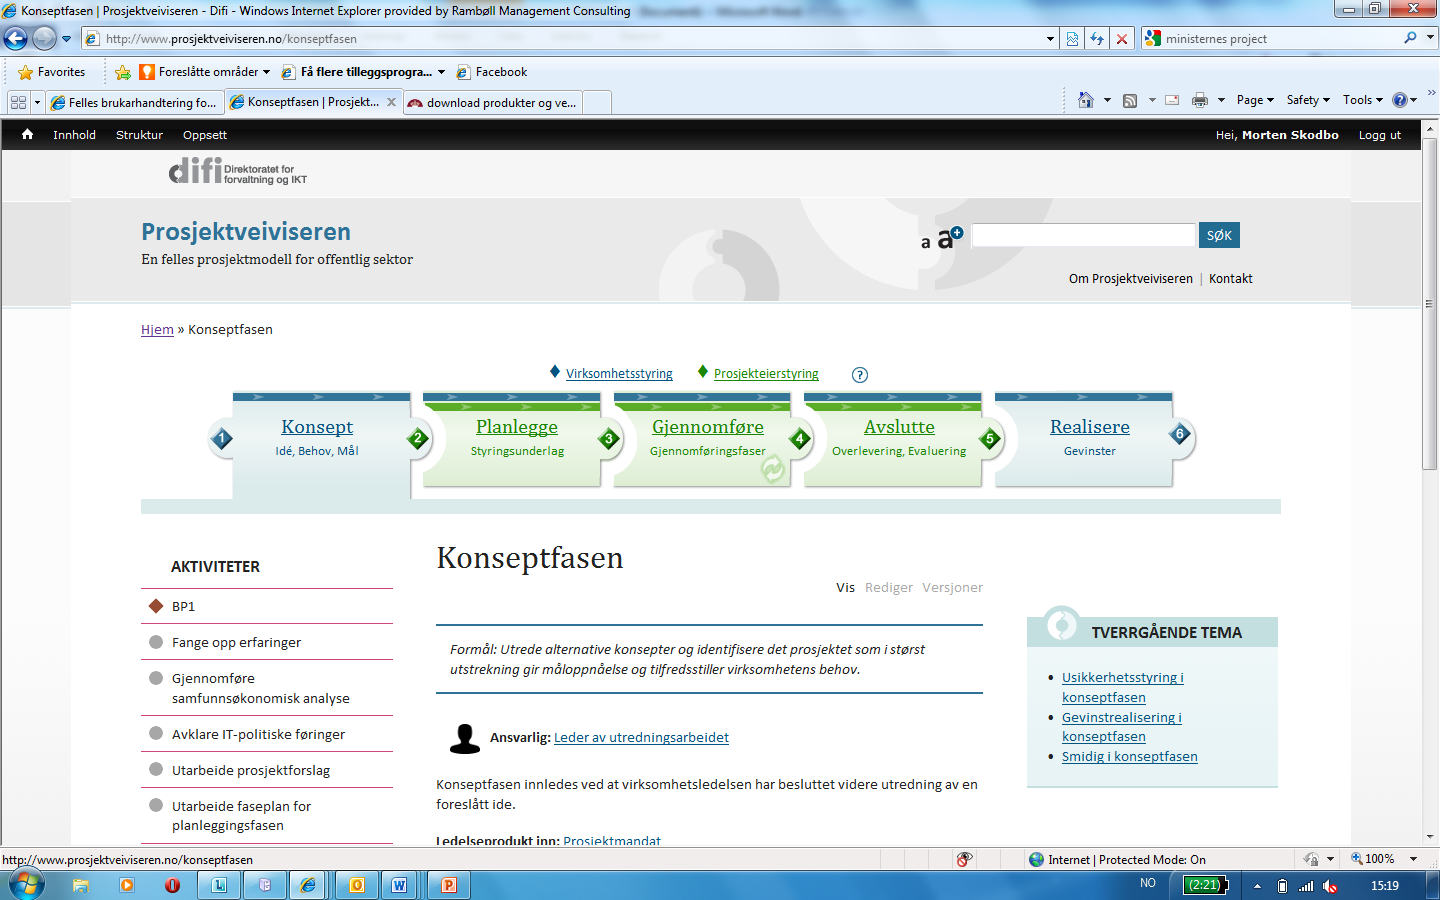 Konseptfasen | Prosjektveiviseren - Difi - Windows Internet Explorer provided by Rambøll Management Consulting
http://www.prosjektveiviseren.no/konseptfasen
ministernes project
Favorites
Foreslåtte områder
Få flere tilleggsprogra...
Facebook
Felles brukarhandtering fo...
Konseptfasen | Prosjekt...
download produkter og ve...
Page
Safety
Tools
Innhold
Struktur
Oppsett
Hei, Morten Skodbo
Logg ut
difi Direktoratet for
forvaltning og IKT
Prosjektveiviseren
En felles prosjektmodell for offentlig sektor
a a+
SØK
Om Prosjektveiviseren | Kontakt
Hjem » Konseptfasen
Virksomhetsstyring
Prosjekteierstyring
?
1
Konsept
Idé, Behov, Mål
2
Planlegge
Styringsunderlag
3
Gjennomføre
Gjennomføringsfaser
4
Avslutte
Overlevering, Evaluering
5
Realisere
Gevinster
6
AKTIVITETER
BP1
Fange opp erfaringer
Gjennomføre
samfunnsøkonomisk analyse
Avklare IT-politiske føringer
Utarbeide prosjektforslag
Utarbeide faseplan for
planleggingsfasen
Konseptfasen
Vis Rediger Versjoner
Formål: Utrede alternative konsepter og identifisere det prosjektet som i størst
utstrekning gir måloppnåelse og tilfredsstiller virksomhetens behov.
Ansvarlig: Leder av utredningsarbeidet
Konseptfasen innledes ved at virksomhetsledelsen har besluttet videre utredning av en
foreslått ide.
Ledelseprodukt inn: Prosjektmandat
TVERRGÅENDE TEMA
Usikkerhetsstyring i
konseptfasen
Gevinstrealisering i
konseptfasen
Smidig i konseptfasen
http://www.prosjektveiviseren.no/konseptfasen
Internet | Protected Mode: On
100%
NO
(2:21)
15:19